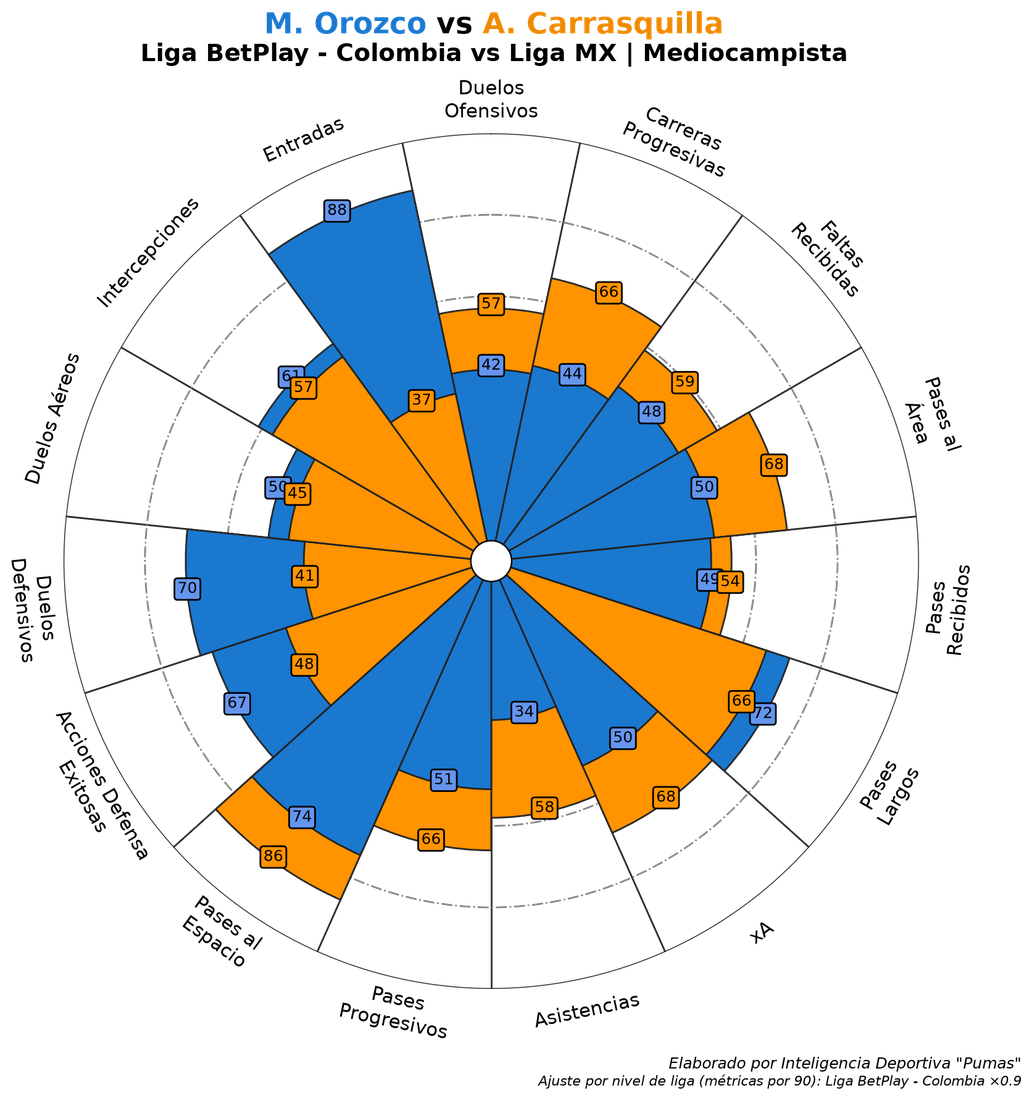 M. Orozco vs A. Carrasquilla
Liga BetPlay - Colombia vs Liga MX | Mediocampista
Duelos
Ofensivos
57
42
Carreras
Progresivas
66
44
Faltas
Recibidas
59
48
Pases al
Área
68
50
Pases
Recibidos
49
54
Pases
Largos
66
72
xA
50
68
Asistencias
34
58
Pases
Progresivos
51
66
Pases al
Espacio
74
86
Acciones Defensa
Exitosas
48
67
Duelos
Defensivos
41
70
Duelos Aéreos
50
45
Intercepciones
61
57
Entradas
88
37
Elaborado por Inteligencia Deportiva "Pumas"
Ajuste por nivel de liga (métricas por 90): Liga BetPlay - Colombia ×0.9